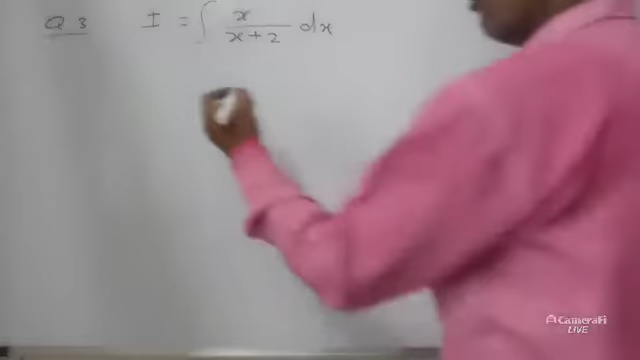 Q 3 I = ∫ x / (x + 2) dx
CameraFi
LIVE